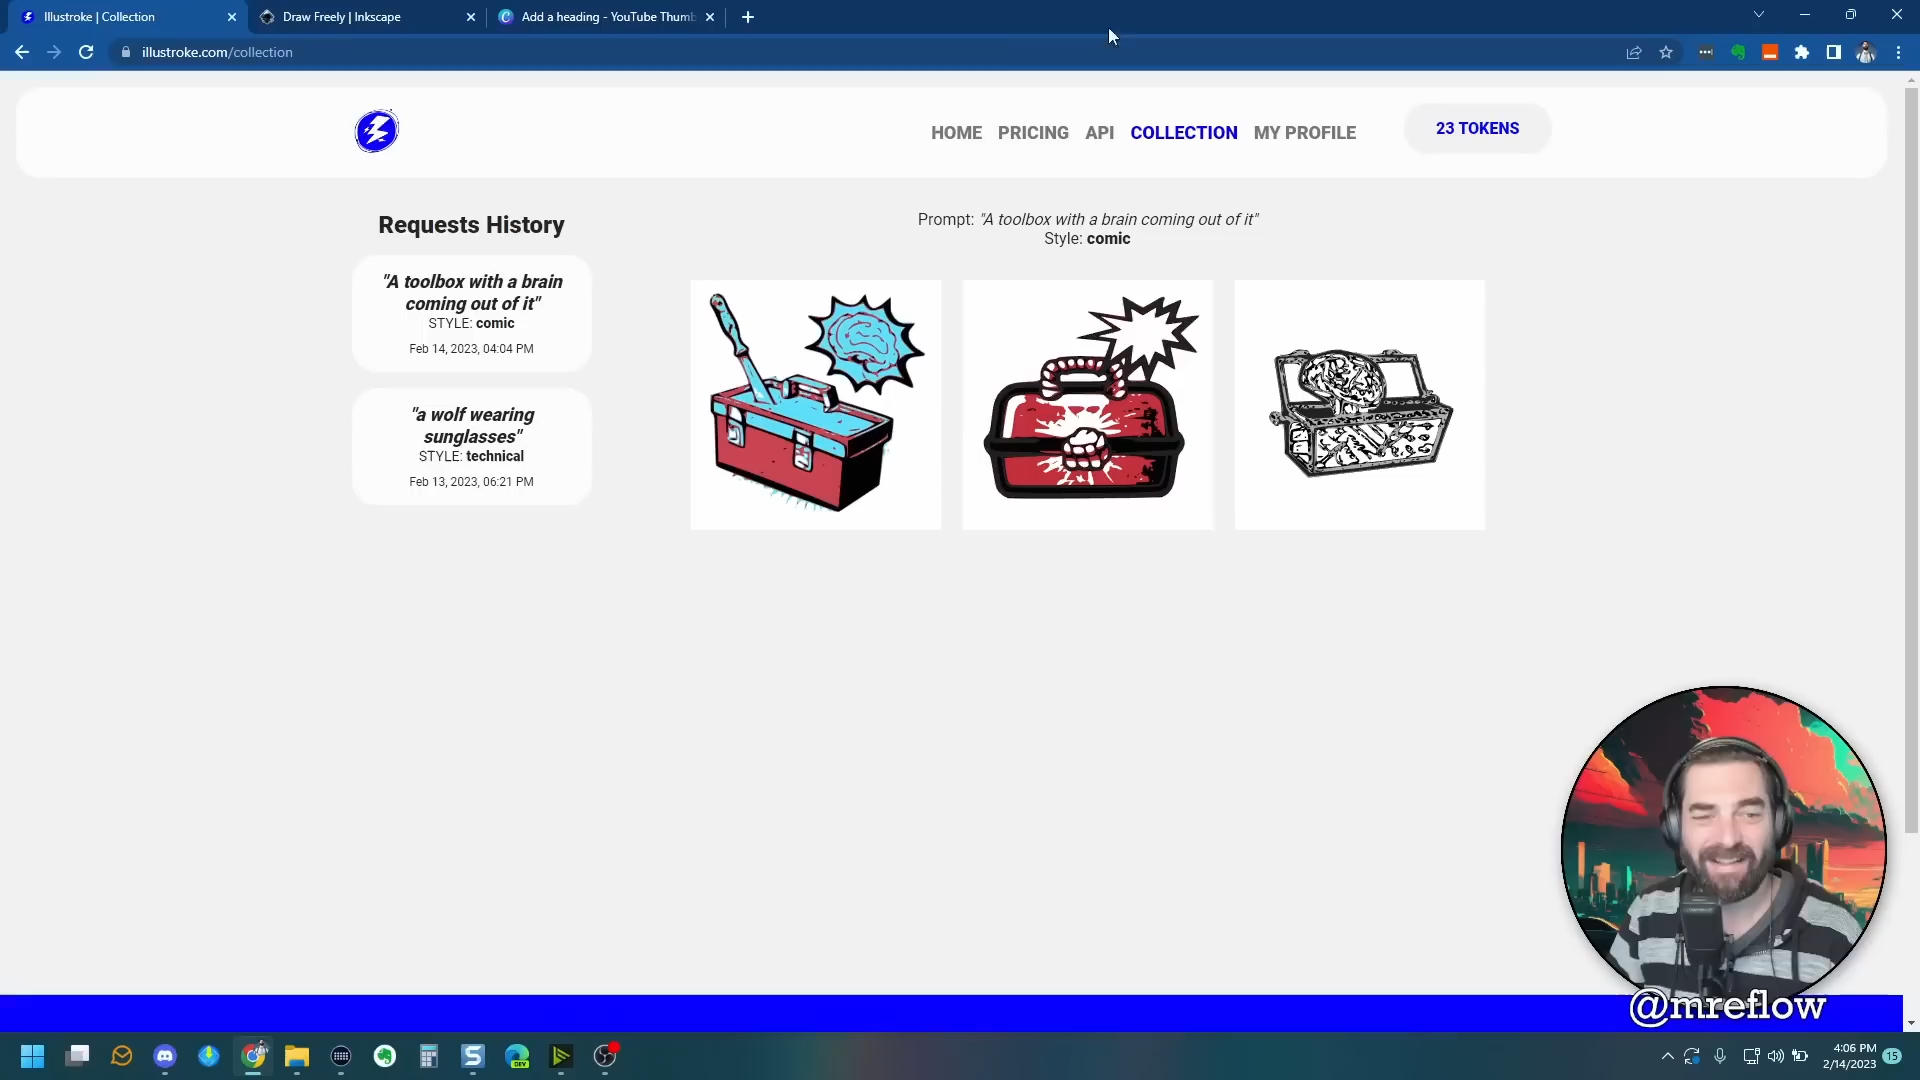 Illustroke | Collection
Draw Freely | Inkscape
Add a heading - YouTube Thumb
illustroke.com/collection
HOME PRICING API COLLECTION MY PROFILE
23 TOKENS
Requests History
"A toolbox with a brain
coming out of it"
STYLE: comic
Feb 14, 2023, 04:04 PM
"a wolf wearing
sunglasses"
STYLE: technical
Feb 13, 2023, 06:21 PM
Prompt: "A toolbox with a brain coming out of it"
Style: comic
@mreflow
DEV
4:06 PM
2/14/2023
15